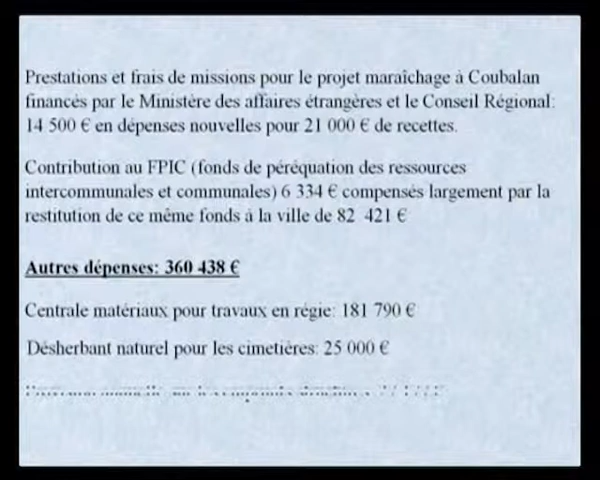 Prestations et frais de missions pour le projet maraîchage à Coubalan
financés par le Ministère des affaires étrangères et le Conseil Régional:
14 500 € en dépenses nouvelles pour 21 000 € de recettes.
Contribution au FPIC (fonds de péréquation des ressources
intercommunales et communales) 6 334 € compensés largement par la
restitution de ce même fonds à la ville de 82 421 €
Autres dépenses: 360 438 €
Centrale matériaux pour travaux en régie: 181 790 €
Désherbant naturel pour les cimetières: 25 000 €